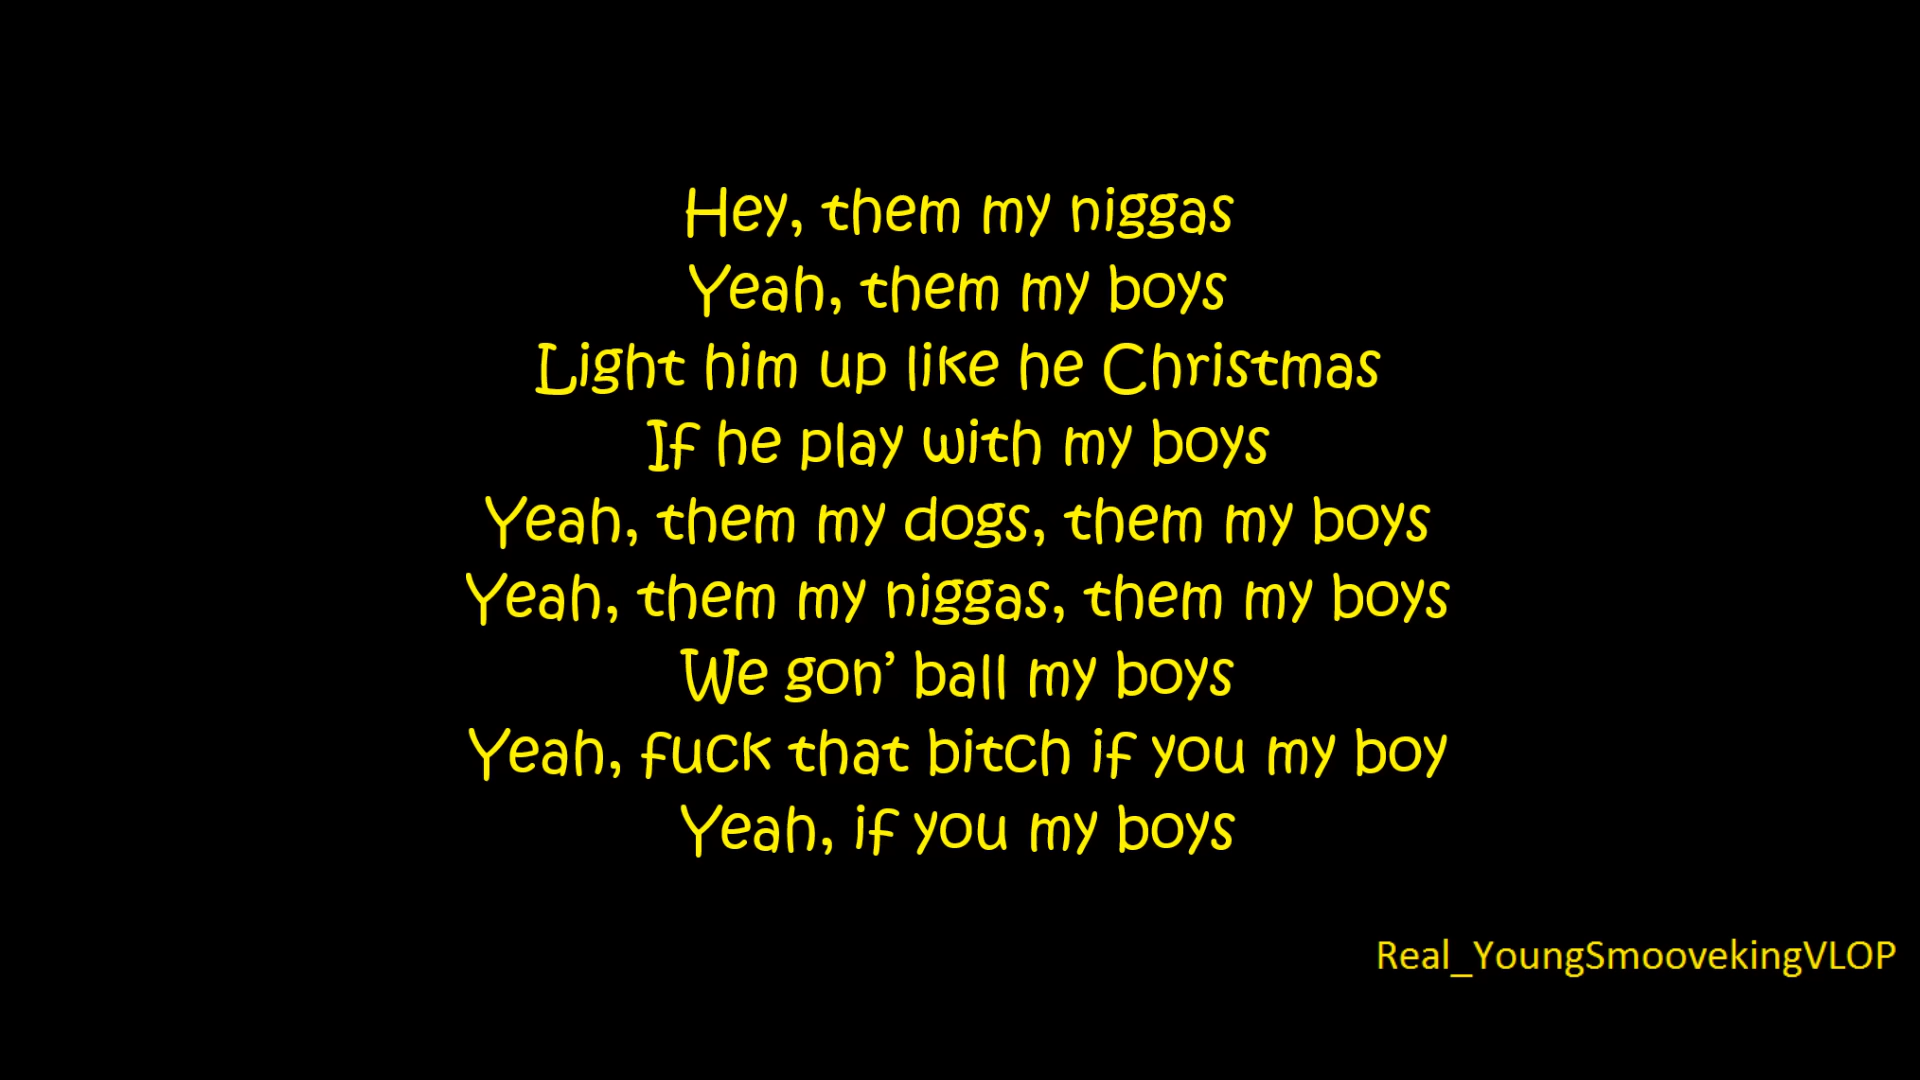 Hey, them my niggas
Yeah, them my boys
Light him up like he Christmas
If he play with my boys
Yeah, them my dogs, them my boys
Yeah, them my niggas, them my boys
We gon’ ball my boys
Yeah, fuck that bitch if you my boy
Yeah, if you my boys
Real_YoungSmoovekingVLOP